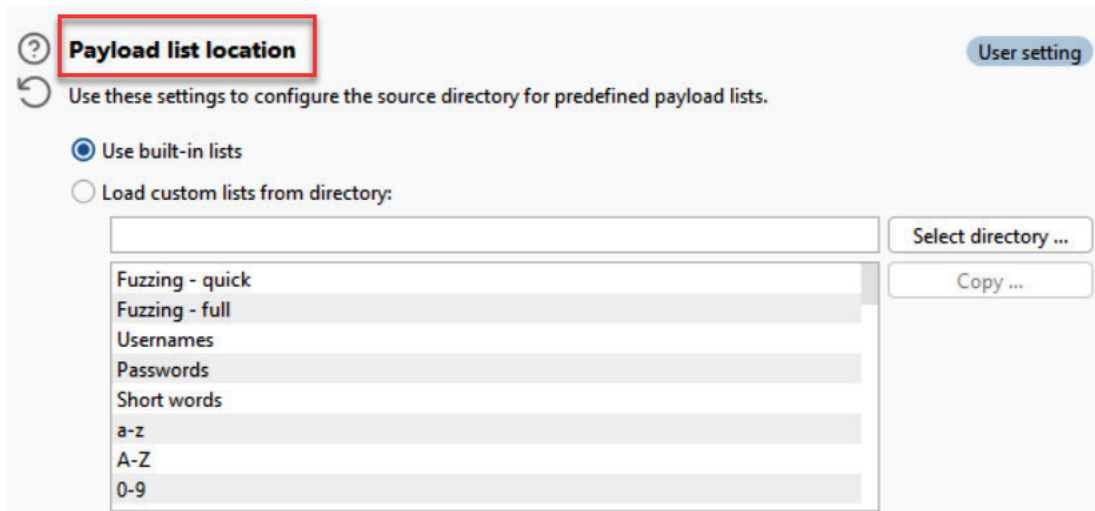 Payload list location
User setting
Use these settings to configure the source directory for predefined payload lists.
Use built-in lists
Load custom lists from directory:
Select directory ...
Fuzzing - quick
Copy ...
Fuzzing - full
Usernames
Passwords
Short words
a-z
A-Z
0-9